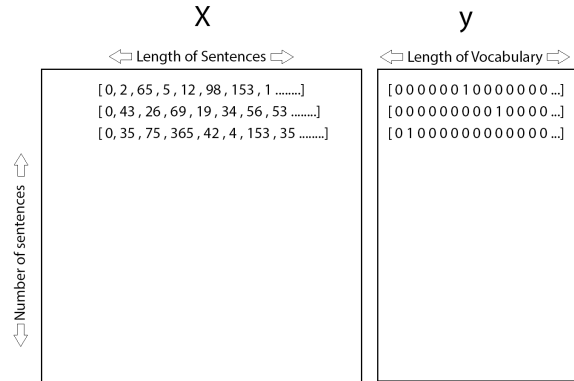 X
y
Length of Sentences
Length of Vocabulary
[ 0, 2 , 65 , 5 , 12 , 98 , 153 , 1 ........]
[ 0 0 0 0 0 0 1 0 0 0 0 0 0 0 ...]
[ 0, 43 , 26 , 69 , 19 , 34 , 56 , 53 ........]
[ 0 0 0 0 0 0 0 0 0 1 0 0 0 0 ...]
[ 0, 35 , 75 , 365 , 42 , 4 , 153 , 35 ........]
[ 0 1 0 0 0 0 0 0 0 0 0 0 0 0 ...]
Number of sentences